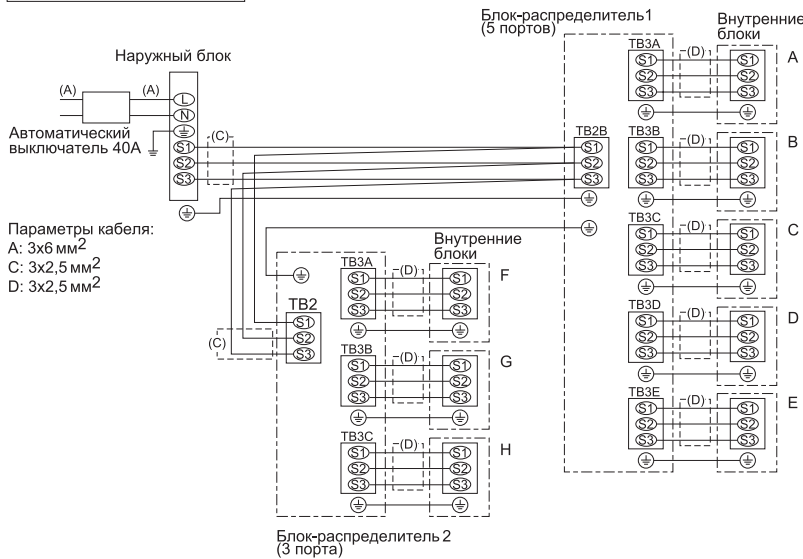 Блок-распределитель1
(5 портов)
Внутренние
блоки
Наружный блок
(A)
(A)
L
N
S1
S2
S3
(C)
Автоматический
выключатель 40А
Параметры кабеля:
A: 3x6 мм2
C: 3x2,5 мм2
D: 3x2,5 мм2
TB2B
S1
S2
S3
TB3A
(D)
S1
S2
S3
S1
S2
S3
A
TB3B
(D)
S1
S2
S3
S1
S2
S3
B
TB3C
(D)
S1
S2
S3
S1
S2
S3
C
TB3D
(D)
S1
S2
S3
S1
S2
S3
D
TB3E
(D)
S1
S2
S3
S1
S2
S3
E
Внутренние
блоки
TB2
S1
S2
S3
(C)
TB3A
(D)
S1
S2
S3
S1
S2
S3
F
TB3B
(D)
S1
S2
S3
S1
S2
S3
G
TB3C
(D)
S1
S2
S3
S1
S2
S3
H
Блок-распределитель 2
(3 порта)